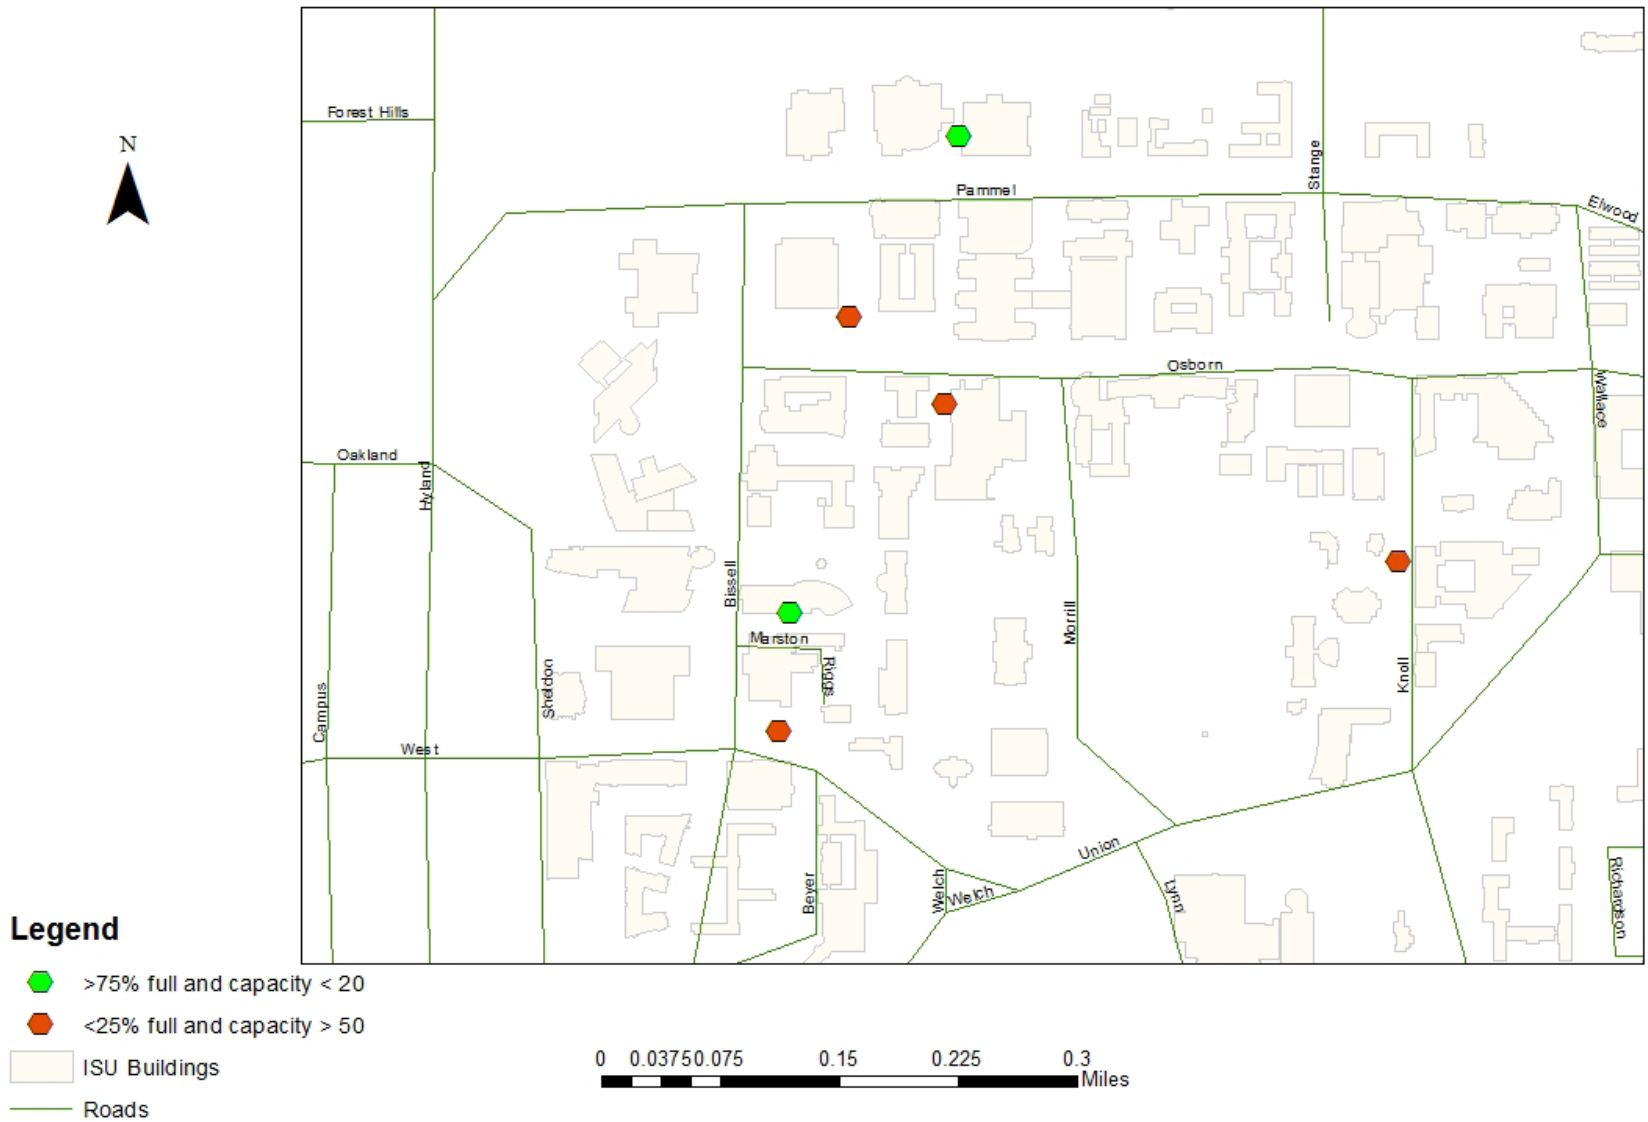 Forest Hills
N
Stange
Pammel
Elwood
Osborn
Wallace
Oakland
Hyland
Bissell
Morrill
Marston
Riggs
Knoll
Sheldon
Campus
West
Union
Beyer
Welch
Welch
Lynn
Richardson
Legend
>75% full and capacity < 20
<25% full and capacity > 50
ISU Buildings
Roads
0 0.0375 0.075 0.15 0.225 0.3
Miles